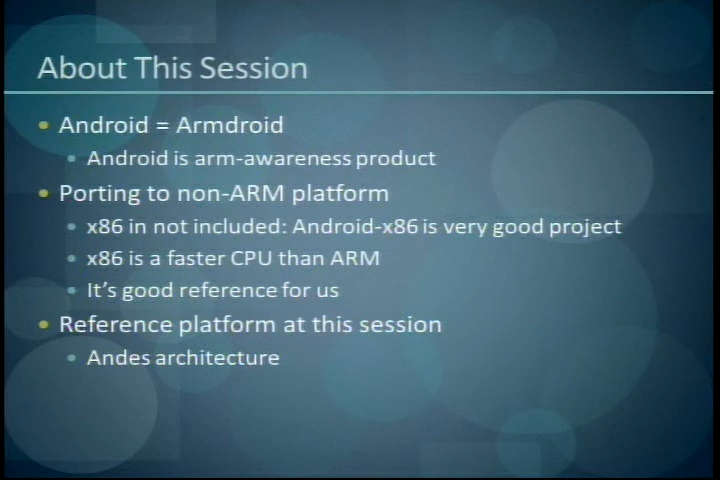 About This Session
Android = Armdroid
Android is arm-awareness product
Porting to non-ARM platform
x86 in not included: Android-x86 is very good project
x86 is a faster CPU than ARM
It's good reference for us
Reference platform at this session
Andes architecture